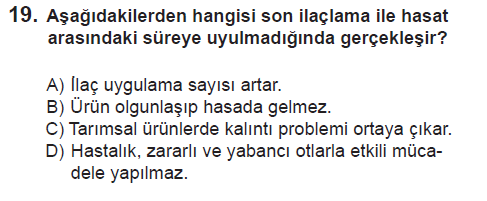 19. Aşağıdakilerden hangisi son ilaçlama ile hasat
arasındaki süreye uyulmadığında gerçekleşir?
A) İlaç uygulama sayısı artar.
B) Ürün olgunlaşıp hasada gelmez.
C) Tarımsal ürünlerde kalıntı problemi ortaya çıkar.
D) Hastalık, zararlı ve yabancı otlarla etkili müca-
dele yapılmaz.